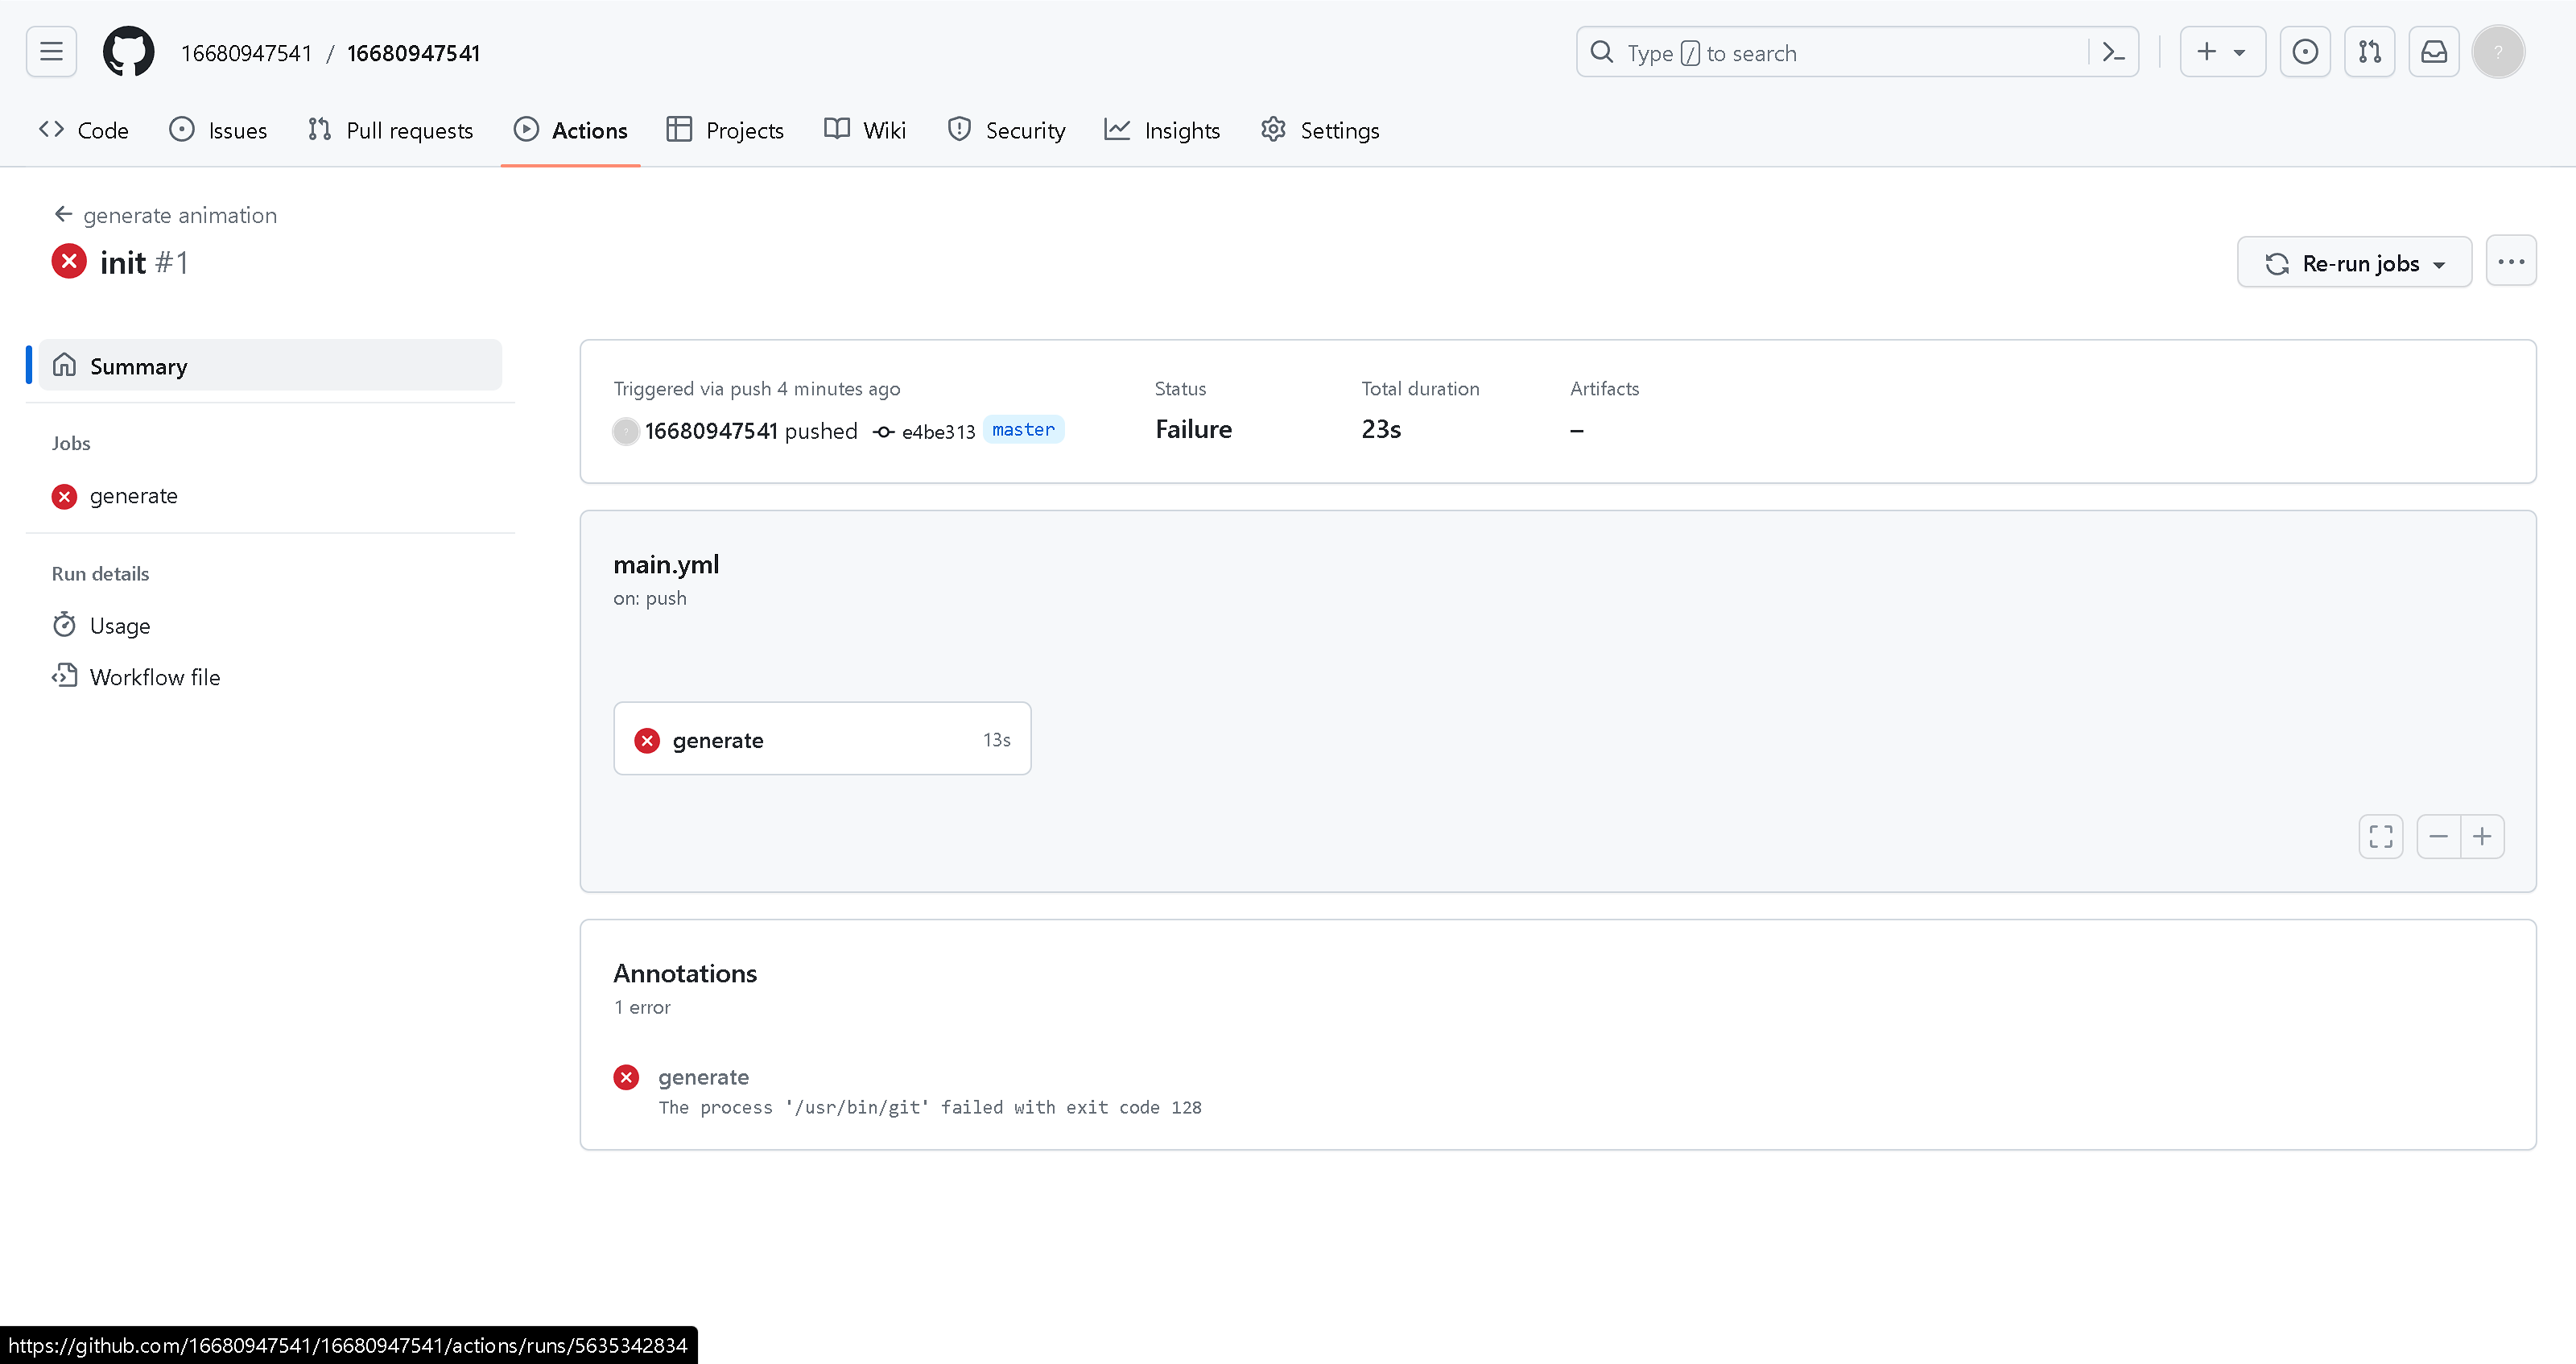 16680947541 / 16680947541
Type / to search
Code
Issues
Pull requests
Actions
Projects
Wiki
Security
Insights
Settings
generate animation
init #1
Re-run jobs
Summary
Jobs
generate
Run details
Usage
Workflow file
Triggered via push 4 minutes ago
16680947541 pushed e4be313 master
Status
Failure
Total duration
23s
Artifacts
–
main.yml
on: push
generate 13s
Annotations
1 error
generate
The process '/usr/bin/git' failed with exit code 128
https://github.com/16680947541/16680947541/actions/runs/5635342834